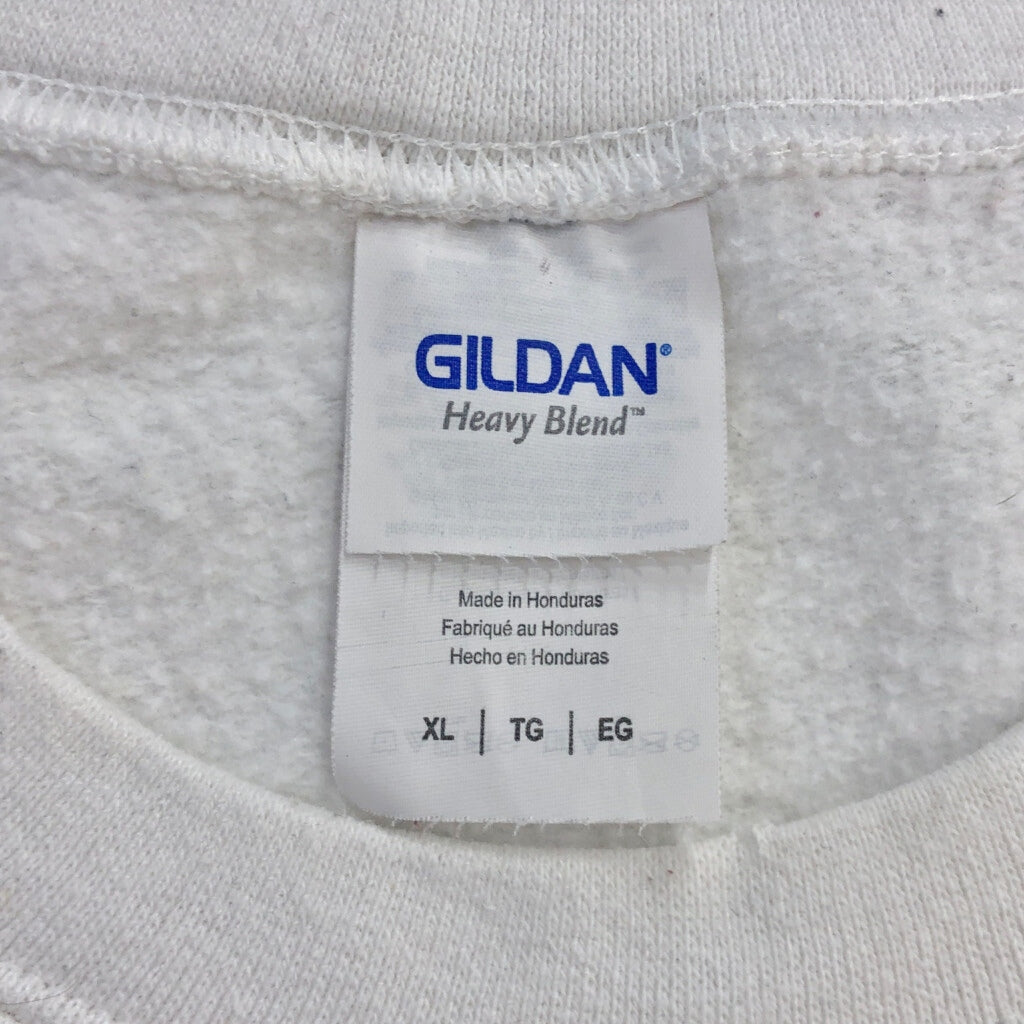 GILDAN®
Heavy Blend™
Made in Honduras
Fabriqué au Honduras
Hecho en Honduras
XL | TG | EG